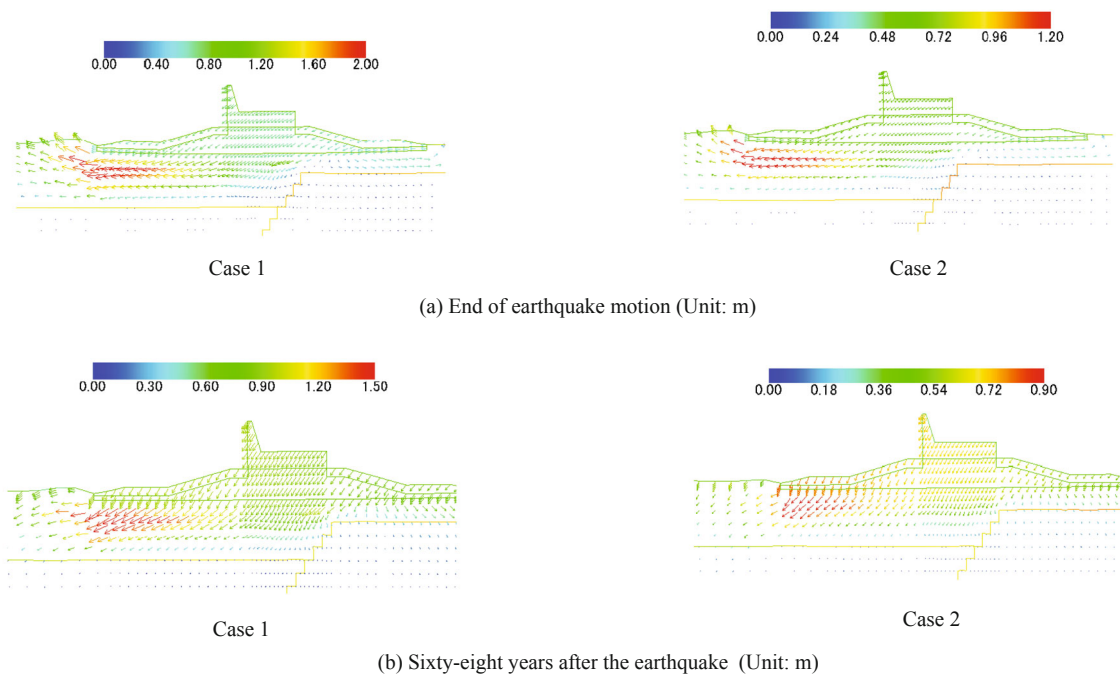 0.00 0.40 0.80 1.20 1.60 2.00
0.00 0.24 0.48 0.72 0.96 1.20
Case 1
Case 2
(a) End of earthquake motion (Unit: m)
0.00 0.30 0.60 0.90 1.20 1.50
0.00 0.18 0.36 0.54 0.72 0.90
Case 1
Case 2
(b) Sixty-eight years after the earthquake (Unit: m)